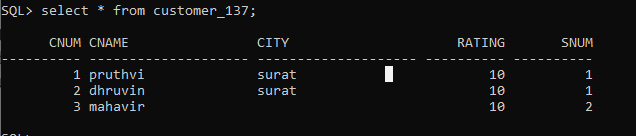 SQL> select * from customer_137;
CNUM CNAME CITY RATING SNUM
---------- -------------------- -------------------- ---------- ----------
1 pruthvi surat 10 1
2 dhruvin surat 10 1
3 mahavir 10 2